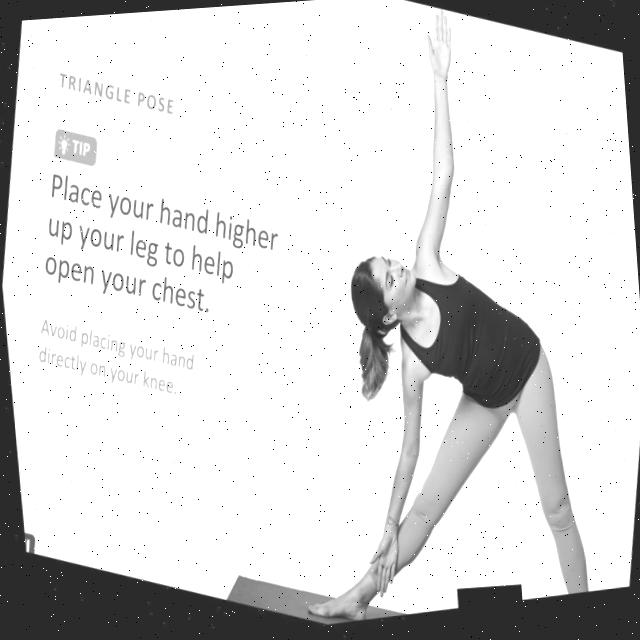 TRIANGLE POSE
TIP
Place your hand higher
up your leg to help
open your chest.
Avoid placing your hand
directly on your knee.